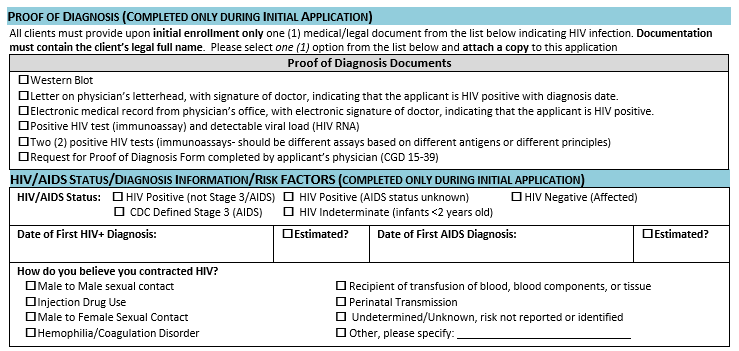 PROOF OF DIAGNOSIS (COMPLETED ONLY DURING INITIAL APPLICATION)
All clients must provide upon initial enrollment only one (1) medical/legal document from the list below indicating HIV infection. Documentation
must contain the client's legal full name.  Please select one (1) option from the list below and attach a copy to this application
Proof of Diagnosis Documents
☐ Western Blot
☐ Letter on physician's letterhead, with signature of doctor, indicating that the applicant is HIV positive with diagnosis date.
☐ Electronic medical record from physician's office, with electronic signature of doctor, indicating that the applicant is HIV positive.
☐ Positive HIV test (immunoassay) and detectable viral load (HIV RNA)
☐ Two (2) positive HIV tests (immunoassays- should be different assays based on different antigens or different principles)
☐ Request for Proof of Diagnosis Form completed by applicant's physician (CGD 15-39)
HIV/AIDS STATUS/DIAGNOSIS INFORMATION/RISK FACTORS (COMPLETED ONLY DURING INITIAL APPLICATION)
HIV/AIDS Status: ☐ HIV Positive (not Stage 3/AIDS) ☐ HIV Positive (AIDS status unknown) ☐ HIV Negative (Affected)
☐ CDC Defined Stage 3 (AIDS) ☐ HIV Indeterminate (infants <2 years old)
Date of First HIV+ Diagnosis: ☐ Estimated? Date of First AIDS Diagnosis: ☐ Estimated?
How do you believe you contracted HIV?
☐ Male to Male sexual contact ☐ Recipient of transfusion of blood, blood components, or tissue
☐ Injection Drug Use ☐ Perinatal Transmission
☐ Male to Female Sexual Contact ☐ Undetermined/Unknown, risk not reported or identified
☐ Hemophilia/Coagulation Disorder ☐ Other, please specify: ______________________________